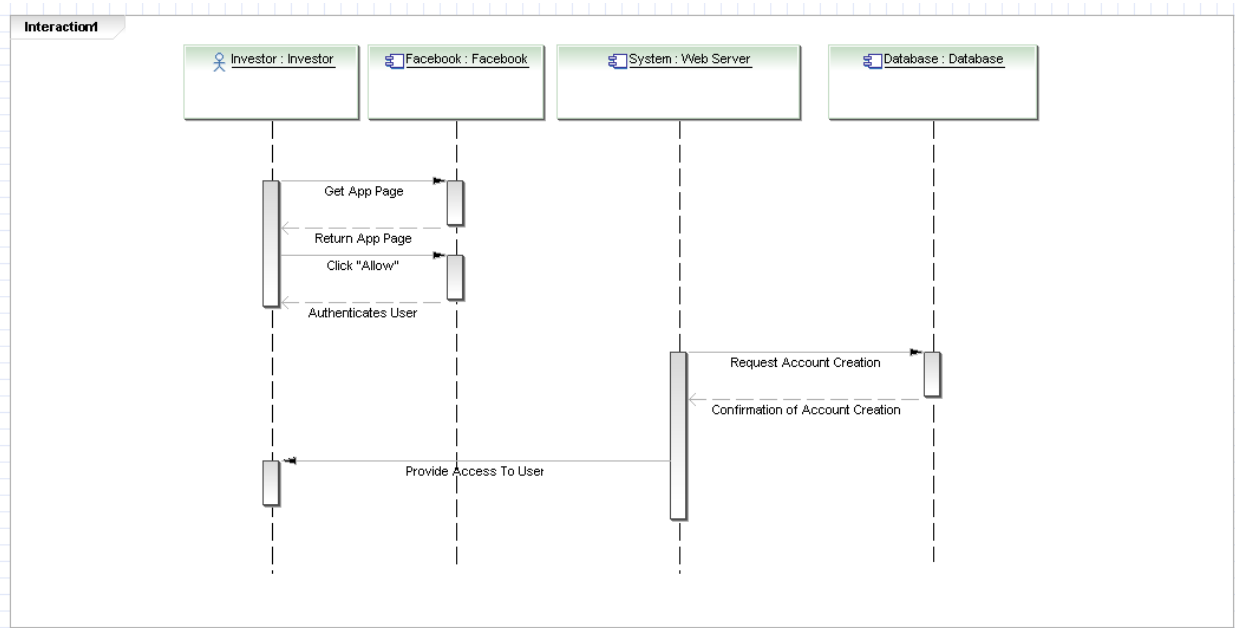 Interaction1
Investor : Investor
Facebook : Facebook
System : Web Server
Database : Database
Get App Page
Return App Page
Click "Allow"
Authenticates User
Request Account Creation
Confirmation of Account Creation
Provide Access To User